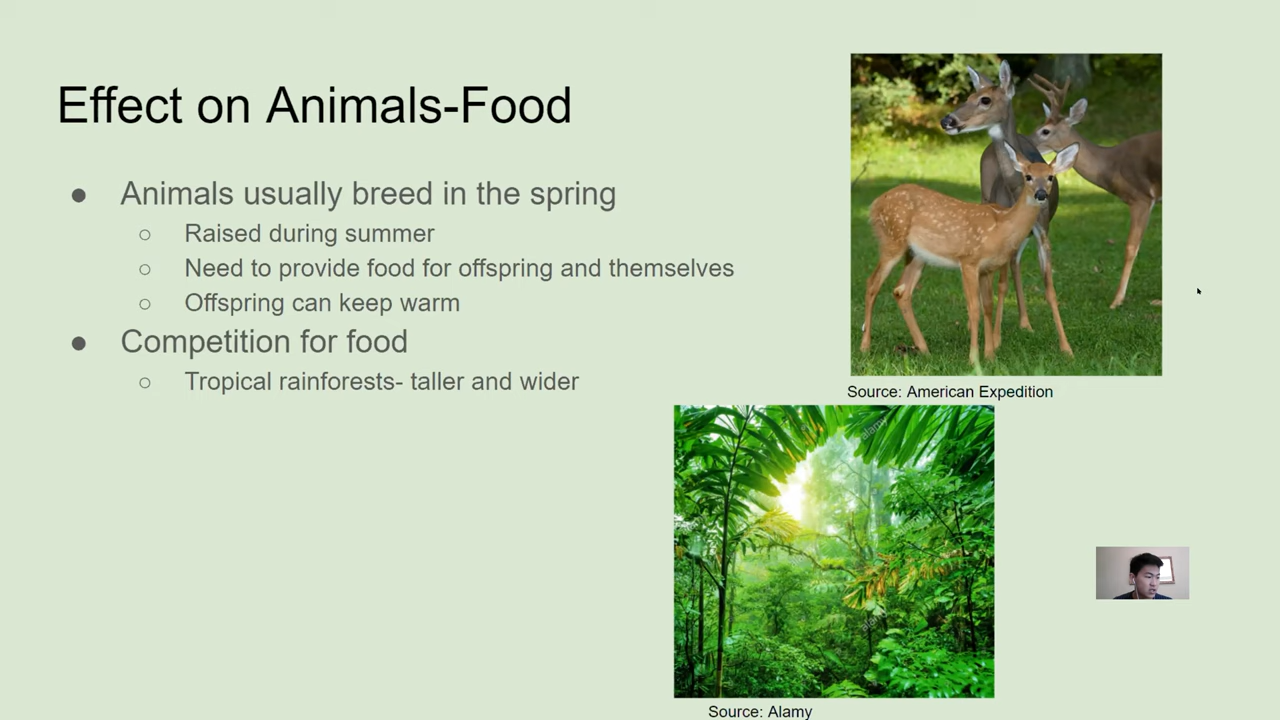 Effect on Animals-Food
● Animals usually breed in the spring
○ Raised during summer
○ Need to provide food for offspring and themselves
○ Offspring can keep warm
● Competition for food
○ Tropical rainforests- taller and wider
Source: American Expedition
alamy
alamy
Source: Alamy